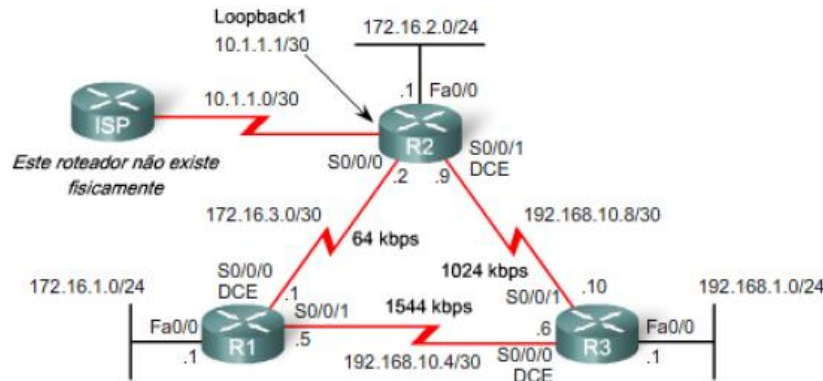 Loopback1
10.1.1.1/30
172.16.2.0/24
.1 Fa0/0
10.1.1.0/30
ISP
R2
Este roteador não existe
fisicamente
S0/0/0
S0/0/1
DCE
.2
.9
172.16.3.0/30
64 kbps
192.168.10.8/30
1024 kbps
172.16.1.0/24
S0/0/0
DCE
.1
S0/0/1
1544 kbps
.10
S0/0/1
192.168.1.0/24
Fa0/0
.1
R1
.5
192.168.10.4/30
.6
S0/0/0
DCE
R3
Fa0/0
.1